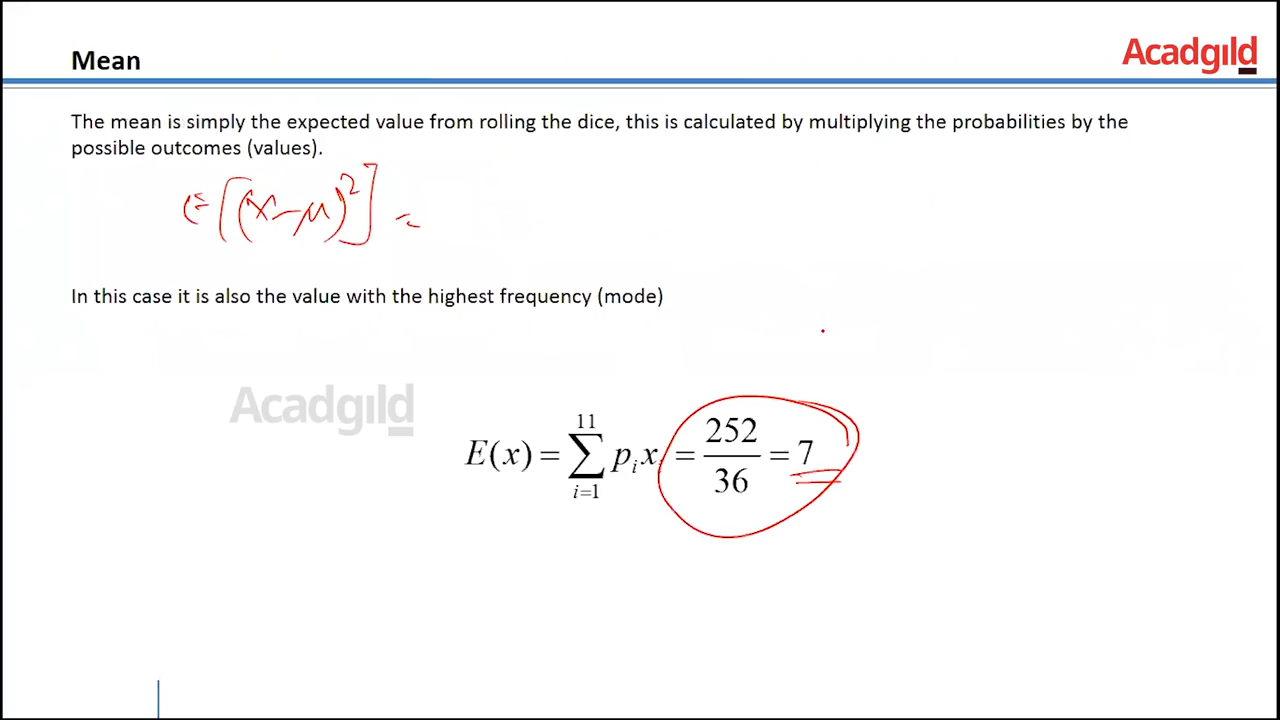 Mean
Acadgild
The mean is simply the expected value from rolling the dice, this is calculated by multiplying the probabilities by the
possible outcomes (values).
E[(x-μ)²] =
In this case it is also the value with the highest frequency (mode)
Acadgild
E(x) = ∑_{i=1}^{11} p_i x_i = 252/36 = 7